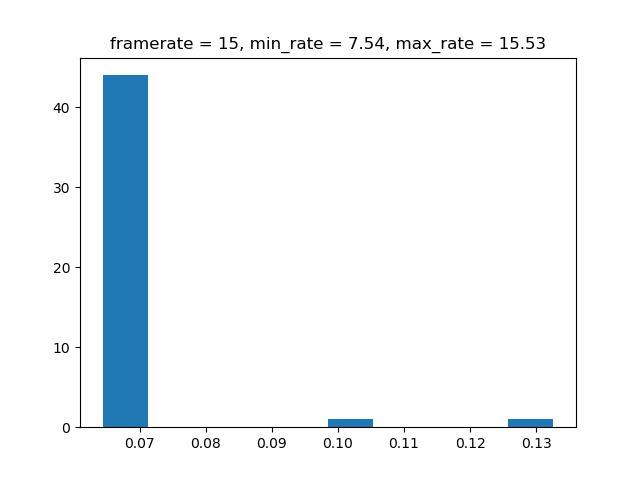 framerate = 15, min_rate = 7.54, max_rate = 15.53
40
30
20
10
0
0.07 0.08 0.09 0.10 0.11 0.12 0.13